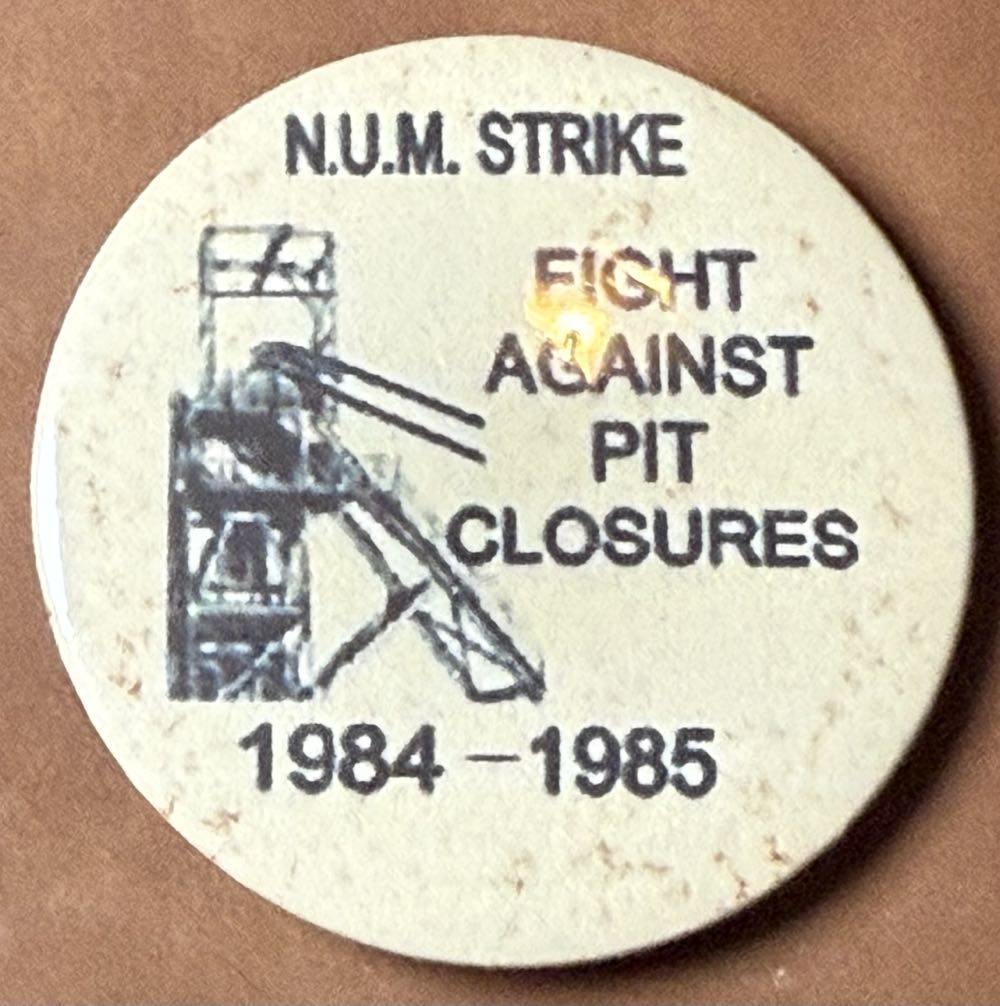 N.U.M. STRIKE
FIGHT
AGAINST
PIT
CLOSURES
1984 – 1985